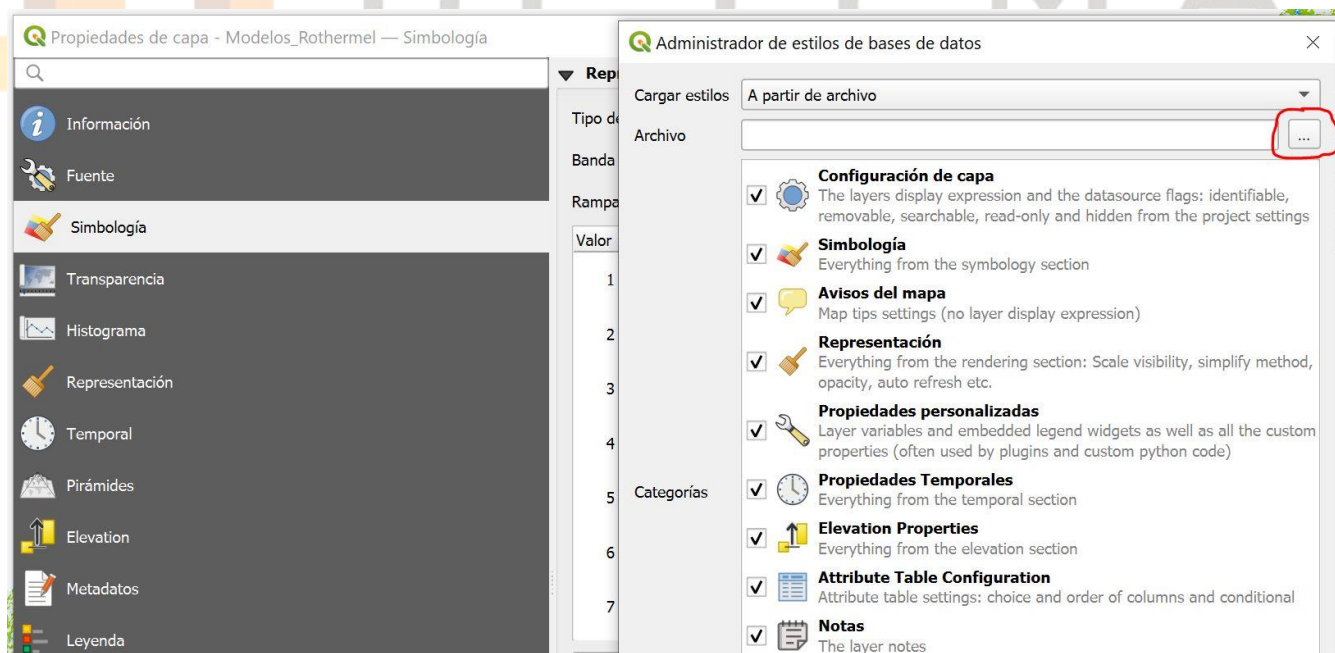 Propiedades de capa - Modelos_Rothermel — Simbología
Información
Fuente
Simbología
Transparencia
Histograma
Representación
Temporal
Pirámides
Elevation
Metadatos
Leyenda
Tipo
Banda
Valor
1
2
3
4
5
6
7
Administrador de estilos de bases de datos
Cargar estilos A partir de archivo
Archivo ...
Categorías
Configuración de capa
The layers display expression and the datasource flags: identifiable,
removable, searchable, read-only and hidden from the project settings
Simbología
Everything from the symbology section
Avisos del mapa
Map tips settings (no layer display expression)
Representación
Everything from the rendering section: Scale visibility, simplify method,
opacity, auto refresh etc.
Propiedades personalizadas
Layer variables and embedded legend widgets as well as all the custom
properties (often used by plugins and custom python code)
Propiedades Temporales
Everything from the temporal section
Elevation Properties
Everything from the elevation section
Attribute Table Configuration
Attribute table settings: choice and order of columns and conditional
Notas
The layer notes